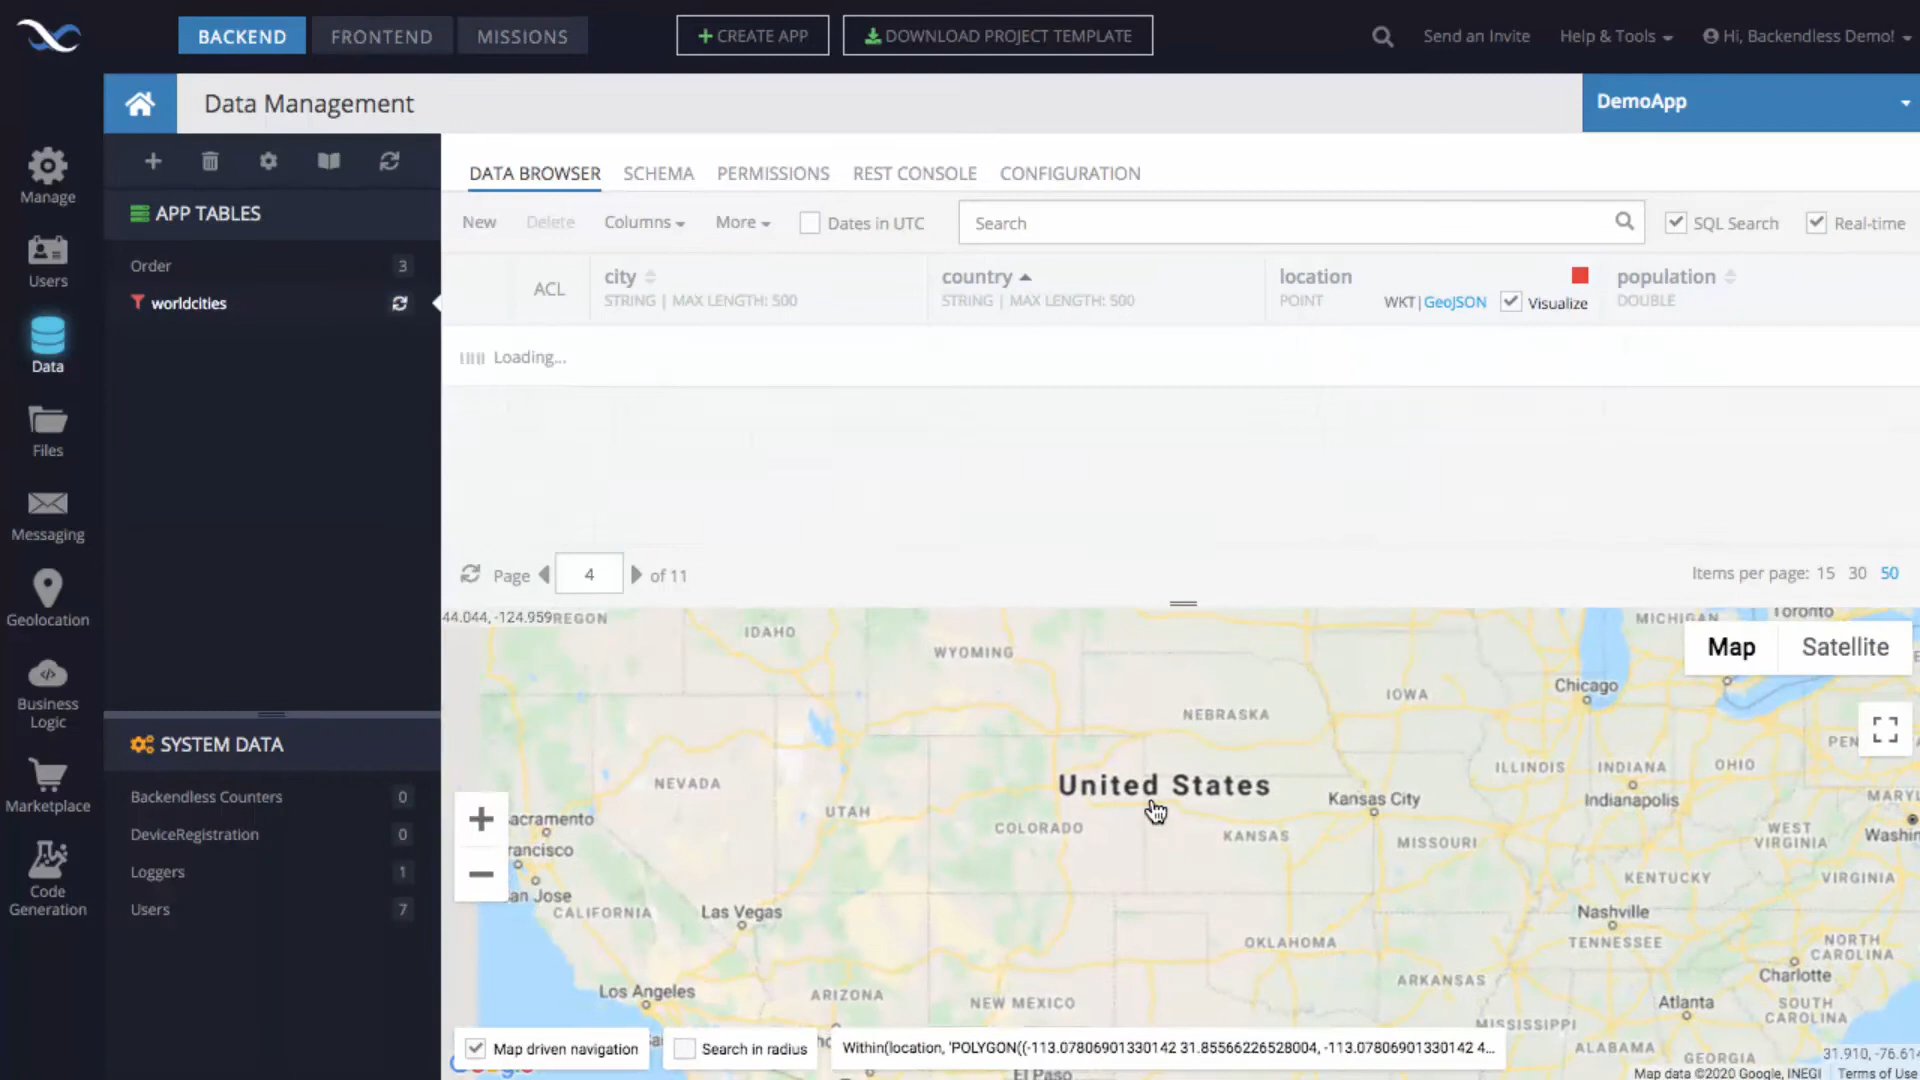 BACKEND FRONTEND MISSIONS
+ CREATE APP DOWNLOAD PROJECT TEMPLATE
Send an Invite Help & Tools Hi, Backendless Demo!
Data Management
DemoApp
Manage
Users
Data
Files
Messaging
Geolocation
Business
Logic
Marketplace
Code
Generation
APP TABLES
Order 3
worldcities
SYSTEM DATA
Backendless Counters 0
DeviceRegistration 0
Loggers 1
Users 7
DATA BROWSER SCHEMA PERMISSIONS REST CONSOLE CONFIGURATION
New Delete Columns More Dates in UTC Search SQL Search Real-time
ACL
city
STRING | MAX LENGTH: 500
country
STRING | MAX LENGTH: 500
location
POINT WKT|GeoJSON Visualize
population
DOUBLE
Loading...
Page 4 of 11
Items per page: 15 30 50
44.044, -124.959
REGON
IDAHO
WYOMING
MICHIGAN
Toronto
Map Satellite
IOWA
Chicago
NEBRASKA
NEVADA
UTAH
United States
COLORADO
KANSAS
Kansas City
MISSOURI
ILLINOIS
INDIANA
Indianapolis
OHIO
PEN
MARYL
Washin
WEST
VIRGINIA
KENTUCKY
VIRGINIA
acramento
rancisco
an Jose
CALIFORNIA
Las Vegas
Los Angeles
ARIZONA
NEW MEXICO
OKLAHOMA
ARKANSAS
Nashville
TENNESSEE
NORTH
CAROLINA
Charlotte
Atlanta
SOUTH
CAROLINA
MISSISSIPPI
ALABAMA
GEORGIA
El Paso
Map driven navigation
Search in radius
Within(location, 'POLYGON((-113.07806901330142 31.85566226528004, -113.07806901330142 4...
31.910, -76.614
Map data ©2020 Google, INEGI Terms of Use